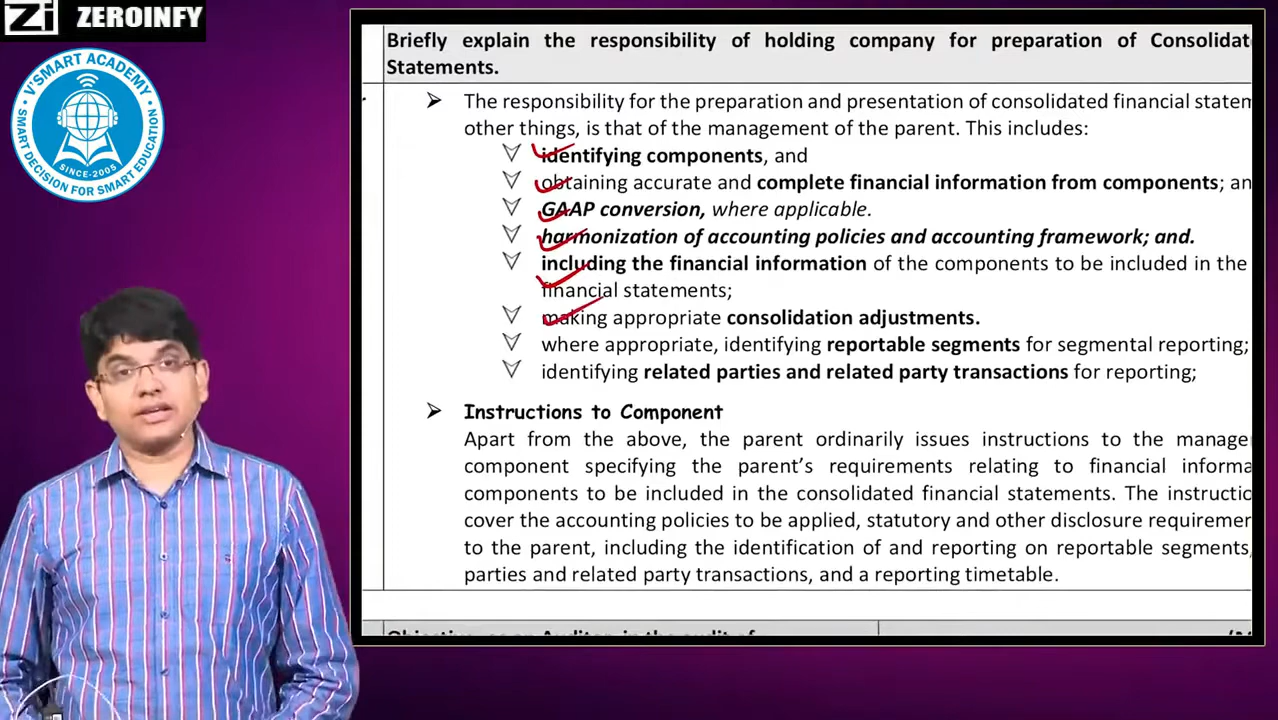 Zi ZEROINFY
V'SMART ACADEMY
SINCE-2005
SMART DECISION FOR SMART EDUCATION
Briefly explain the responsibility of holding company for preparation of
Statements.
➢ The responsibility for the preparation and presentation of consolidated financial
other things, is that of the management of the parent. This includes:
identifying components, and
obtaining accurate and complete financial information from components;
GAAP conversion, where applicable.
harmonization of accounting policies and accounting framework; and.
including the financial information of the components to be included in the
financial statements;
making appropriate consolidation adjustments.
where appropriate, identifying reportable segments for segmental reporting;
identifying related parties and related party transactions for reporting;
➢ Instructions to Component
Apart from the above, the parent ordinarily issues instructions to the
component specifying the parent's requirements relating to financial
components to be included in the consolidated financial statements. The
cover the accounting policies to be applied, statutory and other disclosure
to the parent, including the identification of and reporting on reportable segments,
parties and related party transactions, and a reporting timetable.